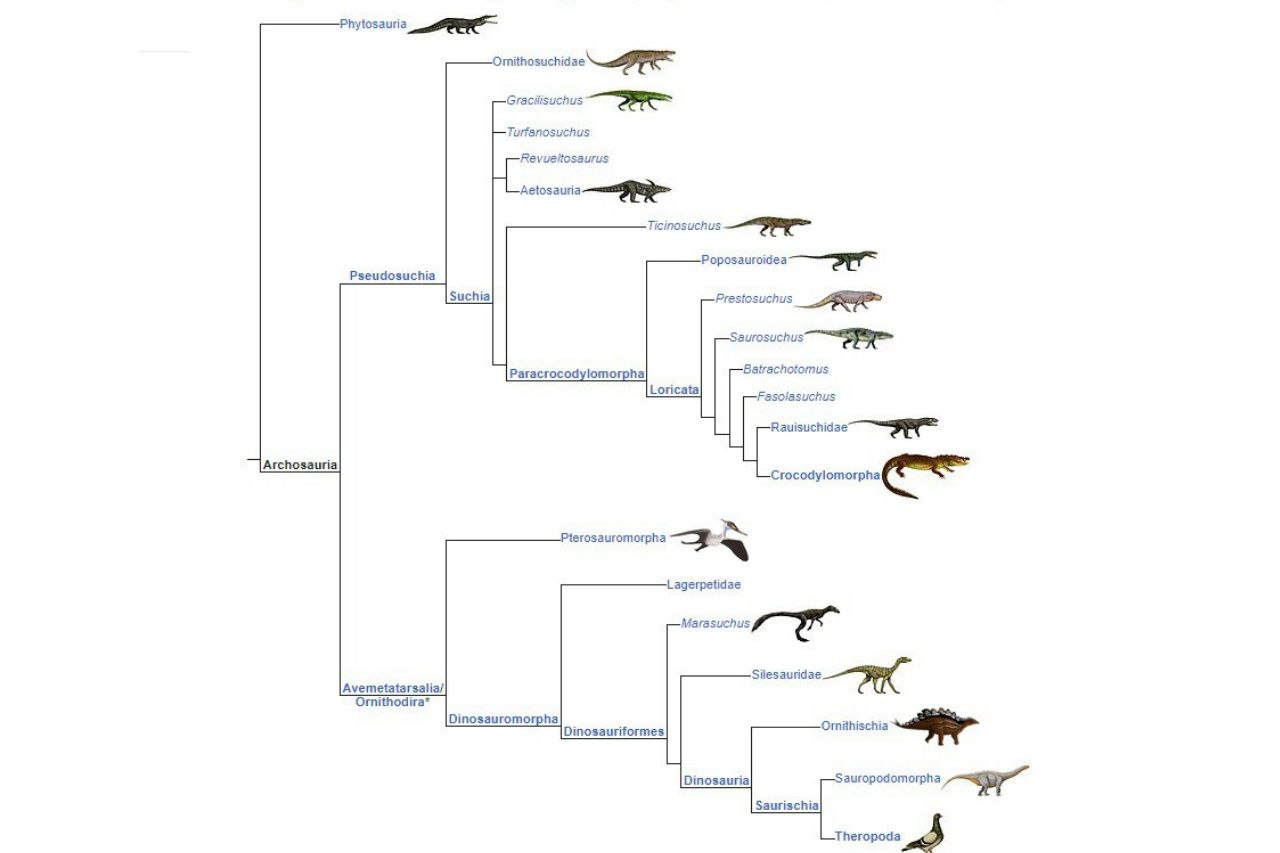 Phytosauria
Ornithosuchidae
Gracilisuchus
Turfanosuchus
Revueltosaurus
Aetosauria
Ticinosuchus
Poposauroidea
Pseudosuchia
Suchia
Prestosuchus
Saurosuchus
Batrachotomus
Paracrocodylomorpha
Loricata
Fasolasuchus
Rauisuchidae
Archosauria
Crocodylomorpha
Pterosauromorpha
Lagerpetidae
Marasuchus
Silesauridae
Avemetatarsalia/
Ornithodira*
Dinosauromorpha
Dinosauriformes
Ornithischia
Dinosauria
Sauropodomorpha
Saurischia
Theropoda